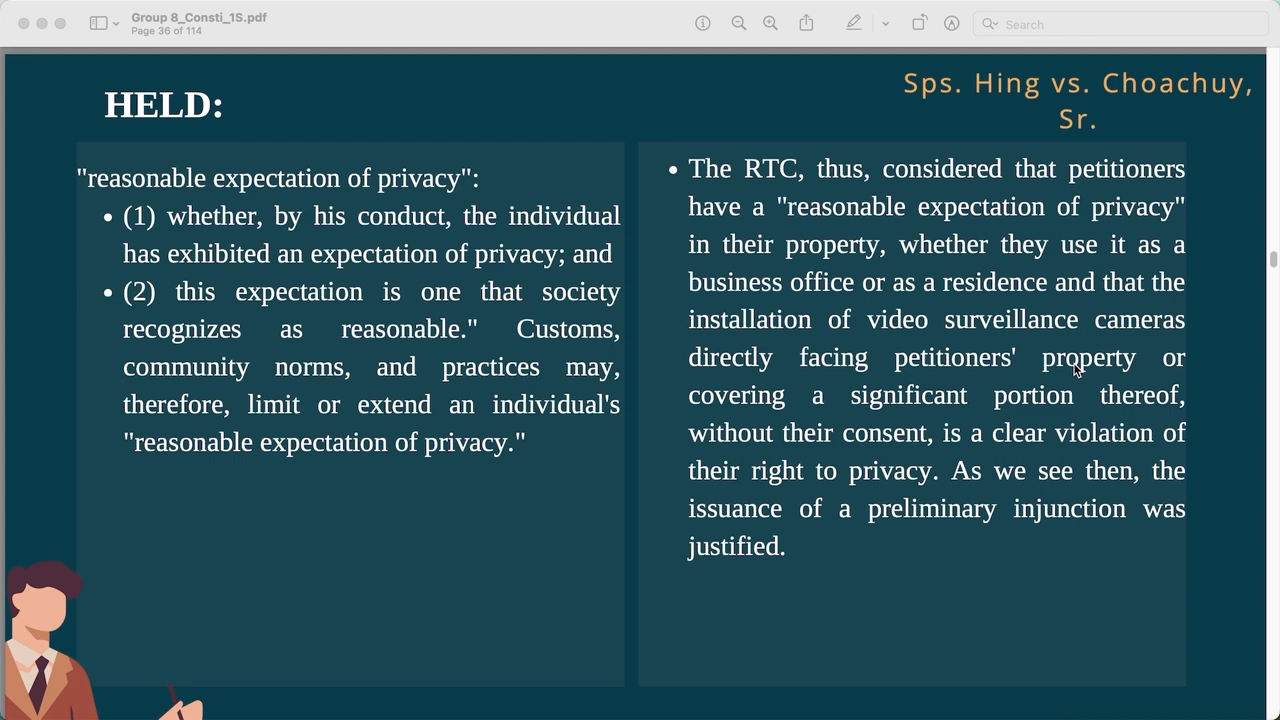 Group 8_Consti_1S.pdf
Page 36 of 114
Search
Sps. Hing vs. Choachuy,
Sr.
HELD:
"reasonable expectation of privacy":
• (1) whether, by his conduct, the individual
has exhibited an expectation of privacy; and
• (2) this expectation is one that society
recognizes as reasonable." Customs,
community norms, and practices may,
therefore, limit or extend an individual's
"reasonable expectation of privacy."
• The RTC, thus, considered that petitioners
have a "reasonable expectation of privacy"
in their property, whether they use it as a
business office or as a residence and that the
installation of video surveillance cameras
directly facing petitioners' property or
covering a significant portion thereof,
without their consent, is a clear violation of
their right to privacy. As we see then, the
issuance of a preliminary injunction was
justified.